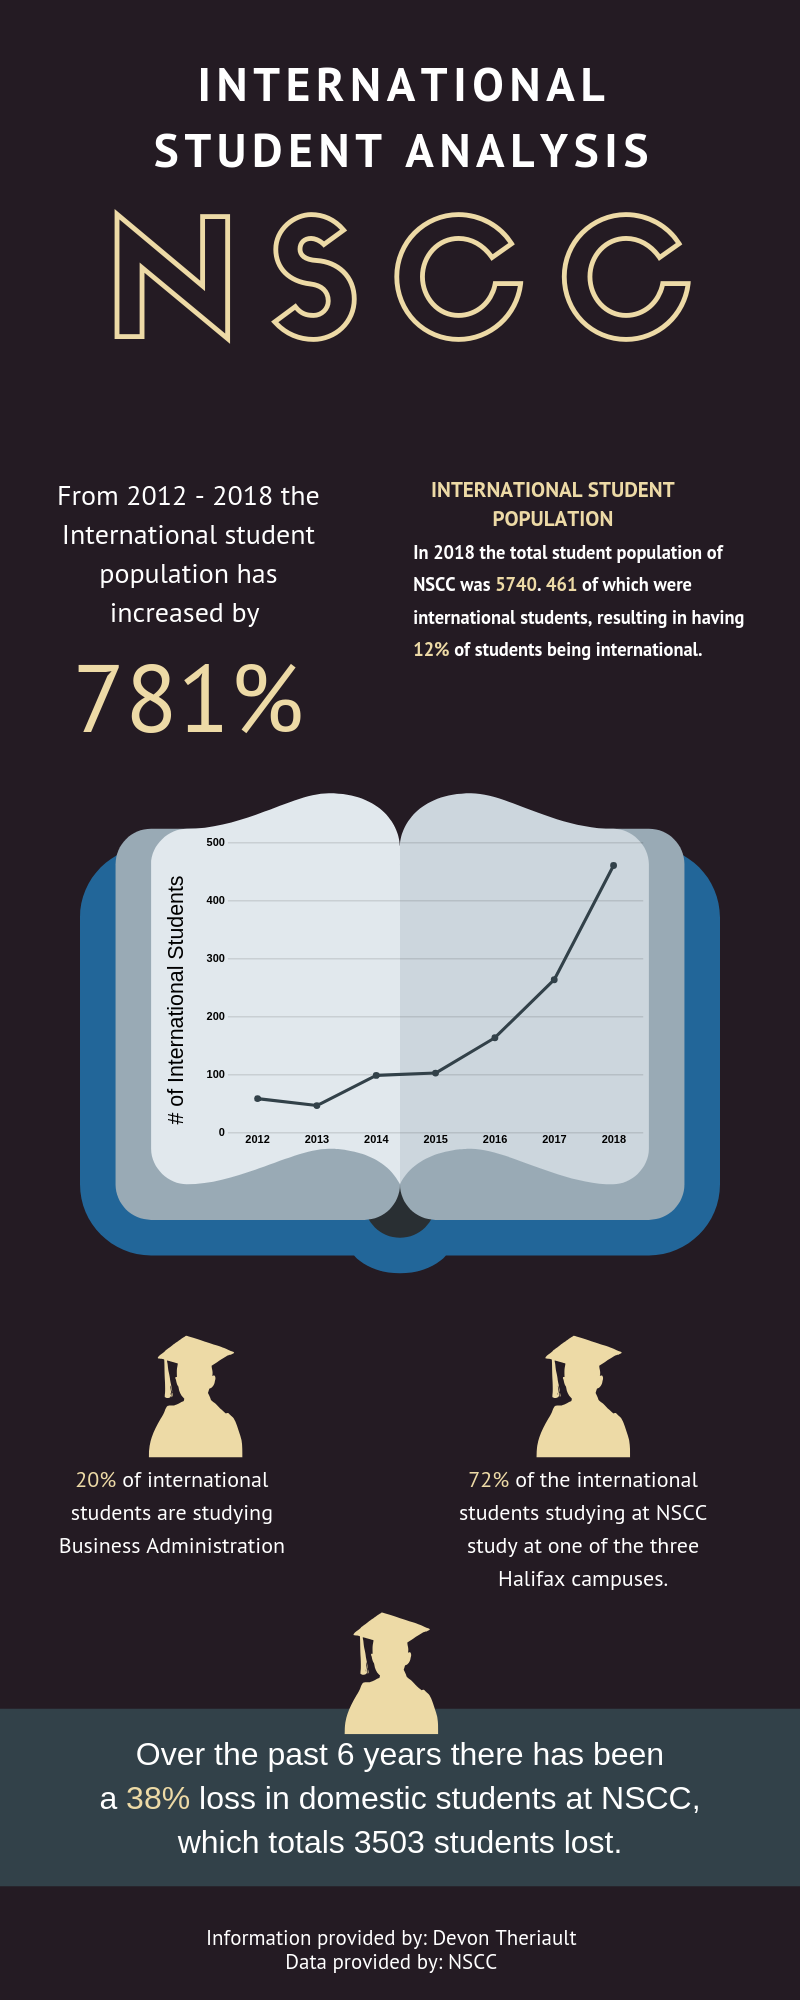 INTERNATIONAL
STUDENT ANALYSIS
NSCC
From 2012 - 2018 the
International student
population has
increased by
781%
INTERNATIONAL STUDENT
POPULATION
In 2018 the total student population of
NSCC was 5740. 461 of which were
international students, resulting in having
12% of students being international.
# of International Students
500
400
300
200
100
0
2012 2013 2014 2015 2016 2017 2018
20% of international
students are studying
Business Administration
72% of the international
students studying at NSCC
study at one of the three
Halifax campuses.
Over the past 6 years there has been
a 38% loss in domestic students at NSCC,
which totals 3503 students lost.
Information provided by: Devon Theriault
Data provided by: NSCC